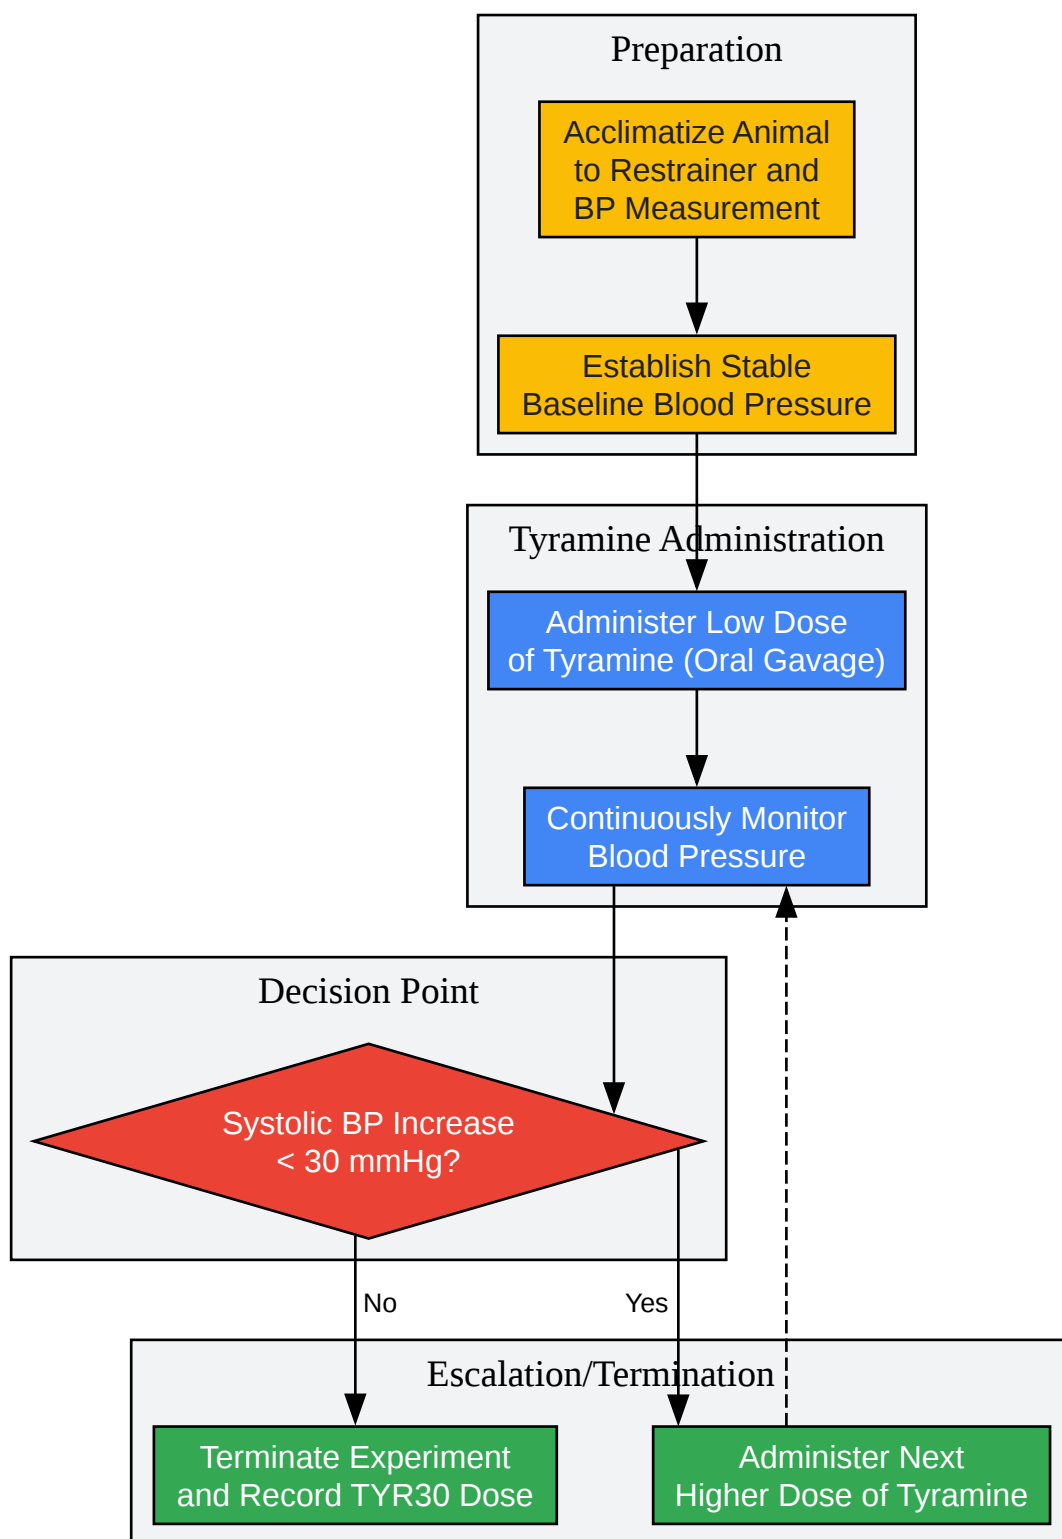 Preparation
Acclimatize Animal
to Restrainer and
BP Measurement
Establish Stable
Baseline Blood Pressure
Tyramine Administration
Administer Low Dose
of Tyramine (Oral Gavage)
Continuously Monitor
Blood Pressure
Decision Point
Systolic BP Increase
< 30 mmHg?
No
Yes
Escalation/Termination
Terminate Experiment
and Record TYR30 Dose
Administer Next
Higher Dose of Tyramine